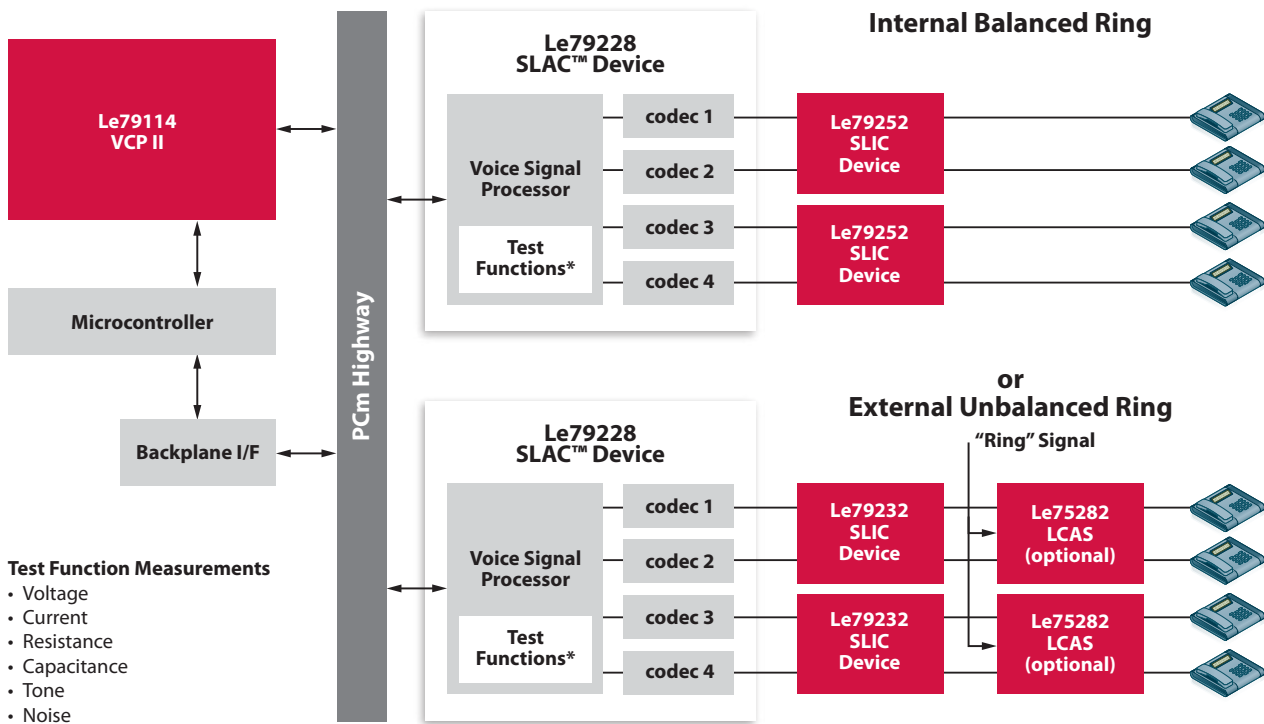 Le79114
VCP II
Microcontroller
Backplane I/F
Test Function Measurements
• Voltage
• Current
• Resistance
• Capacitance
• Tone
• Noise
PCm Highway
Internal Balanced Ring
Le79228
SLAC™ Device
Voice Signal
Processor
Test
Functions*
codec 1
codec 2
codec 3
codec 4
Le79252
SLIC
Device
Le79252
SLIC
Device
or
External Unbalanced Ring
"Ring" Signal
Le79228
SLAC™ Device
Voice Signal
Processor
Test
Functions*
codec 1
codec 2
codec 3
codec 4
Le79232
SLIC
Device
Le79232
SLIC
Device
Le75282
LCAS
(optional)
Le75282
LCAS
(optional)